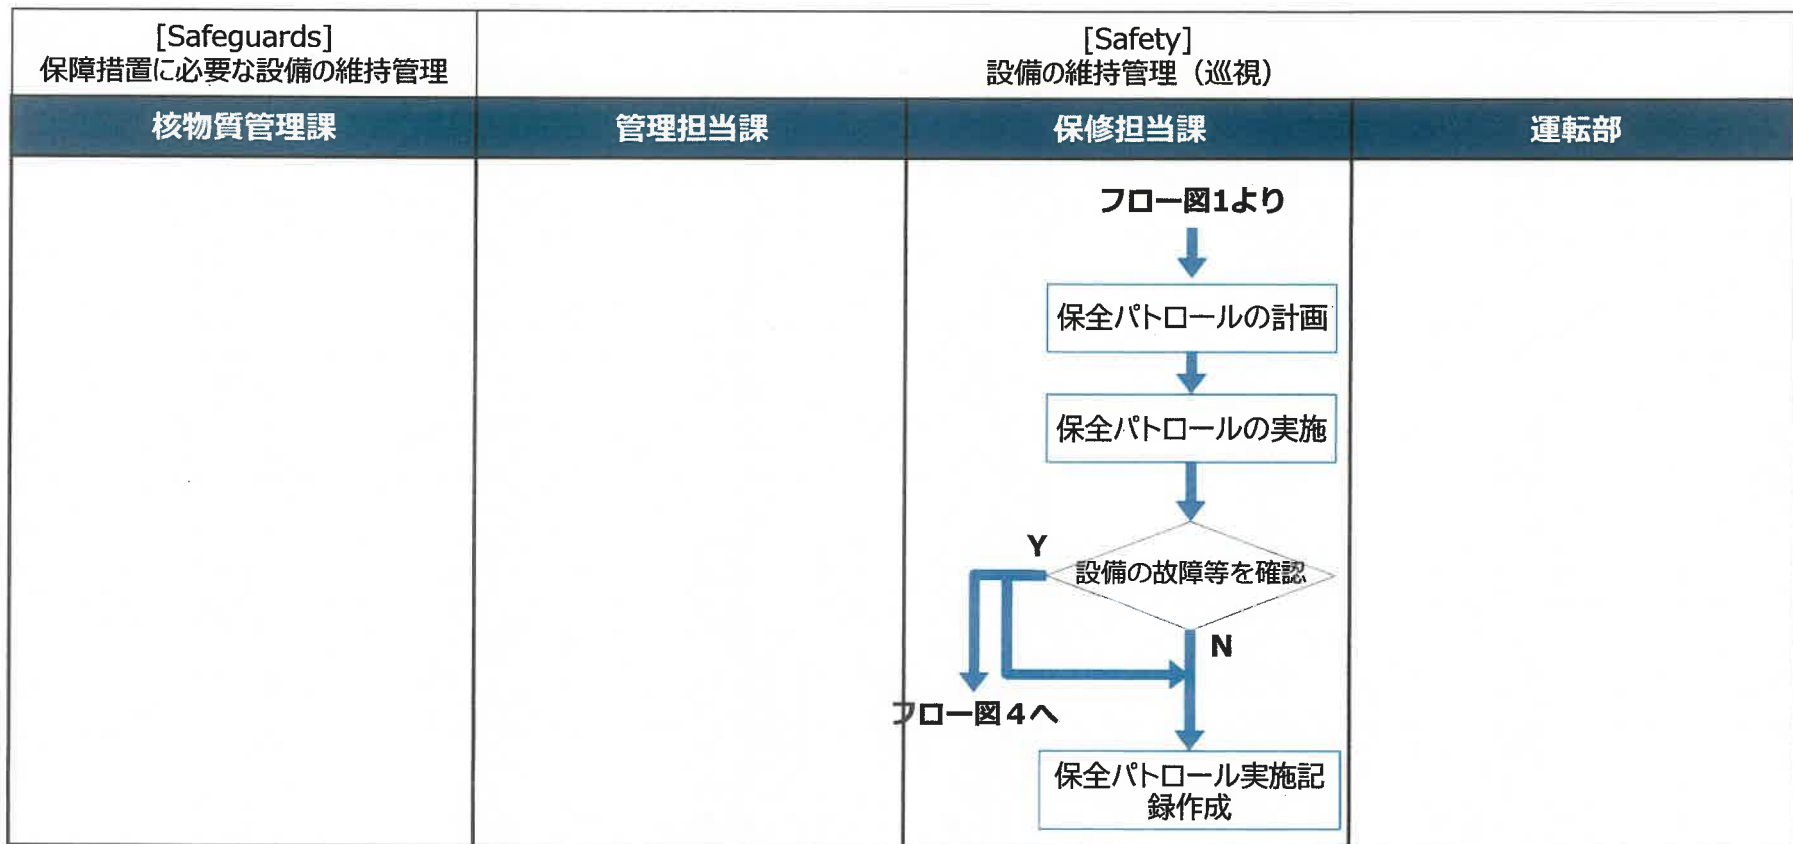 [Safeguards]
保障措置に必要な設備の維持管理
[Safety]
設備の維持管理（巡視）
核物質管理課
管理担当課
保修担当課
運転部
フロー図1より
保全パトロールの計画
保全パトロールの実施
Y
設備の故障等を確認
N
フロー図４へ
保全パトロール実施記
録作成